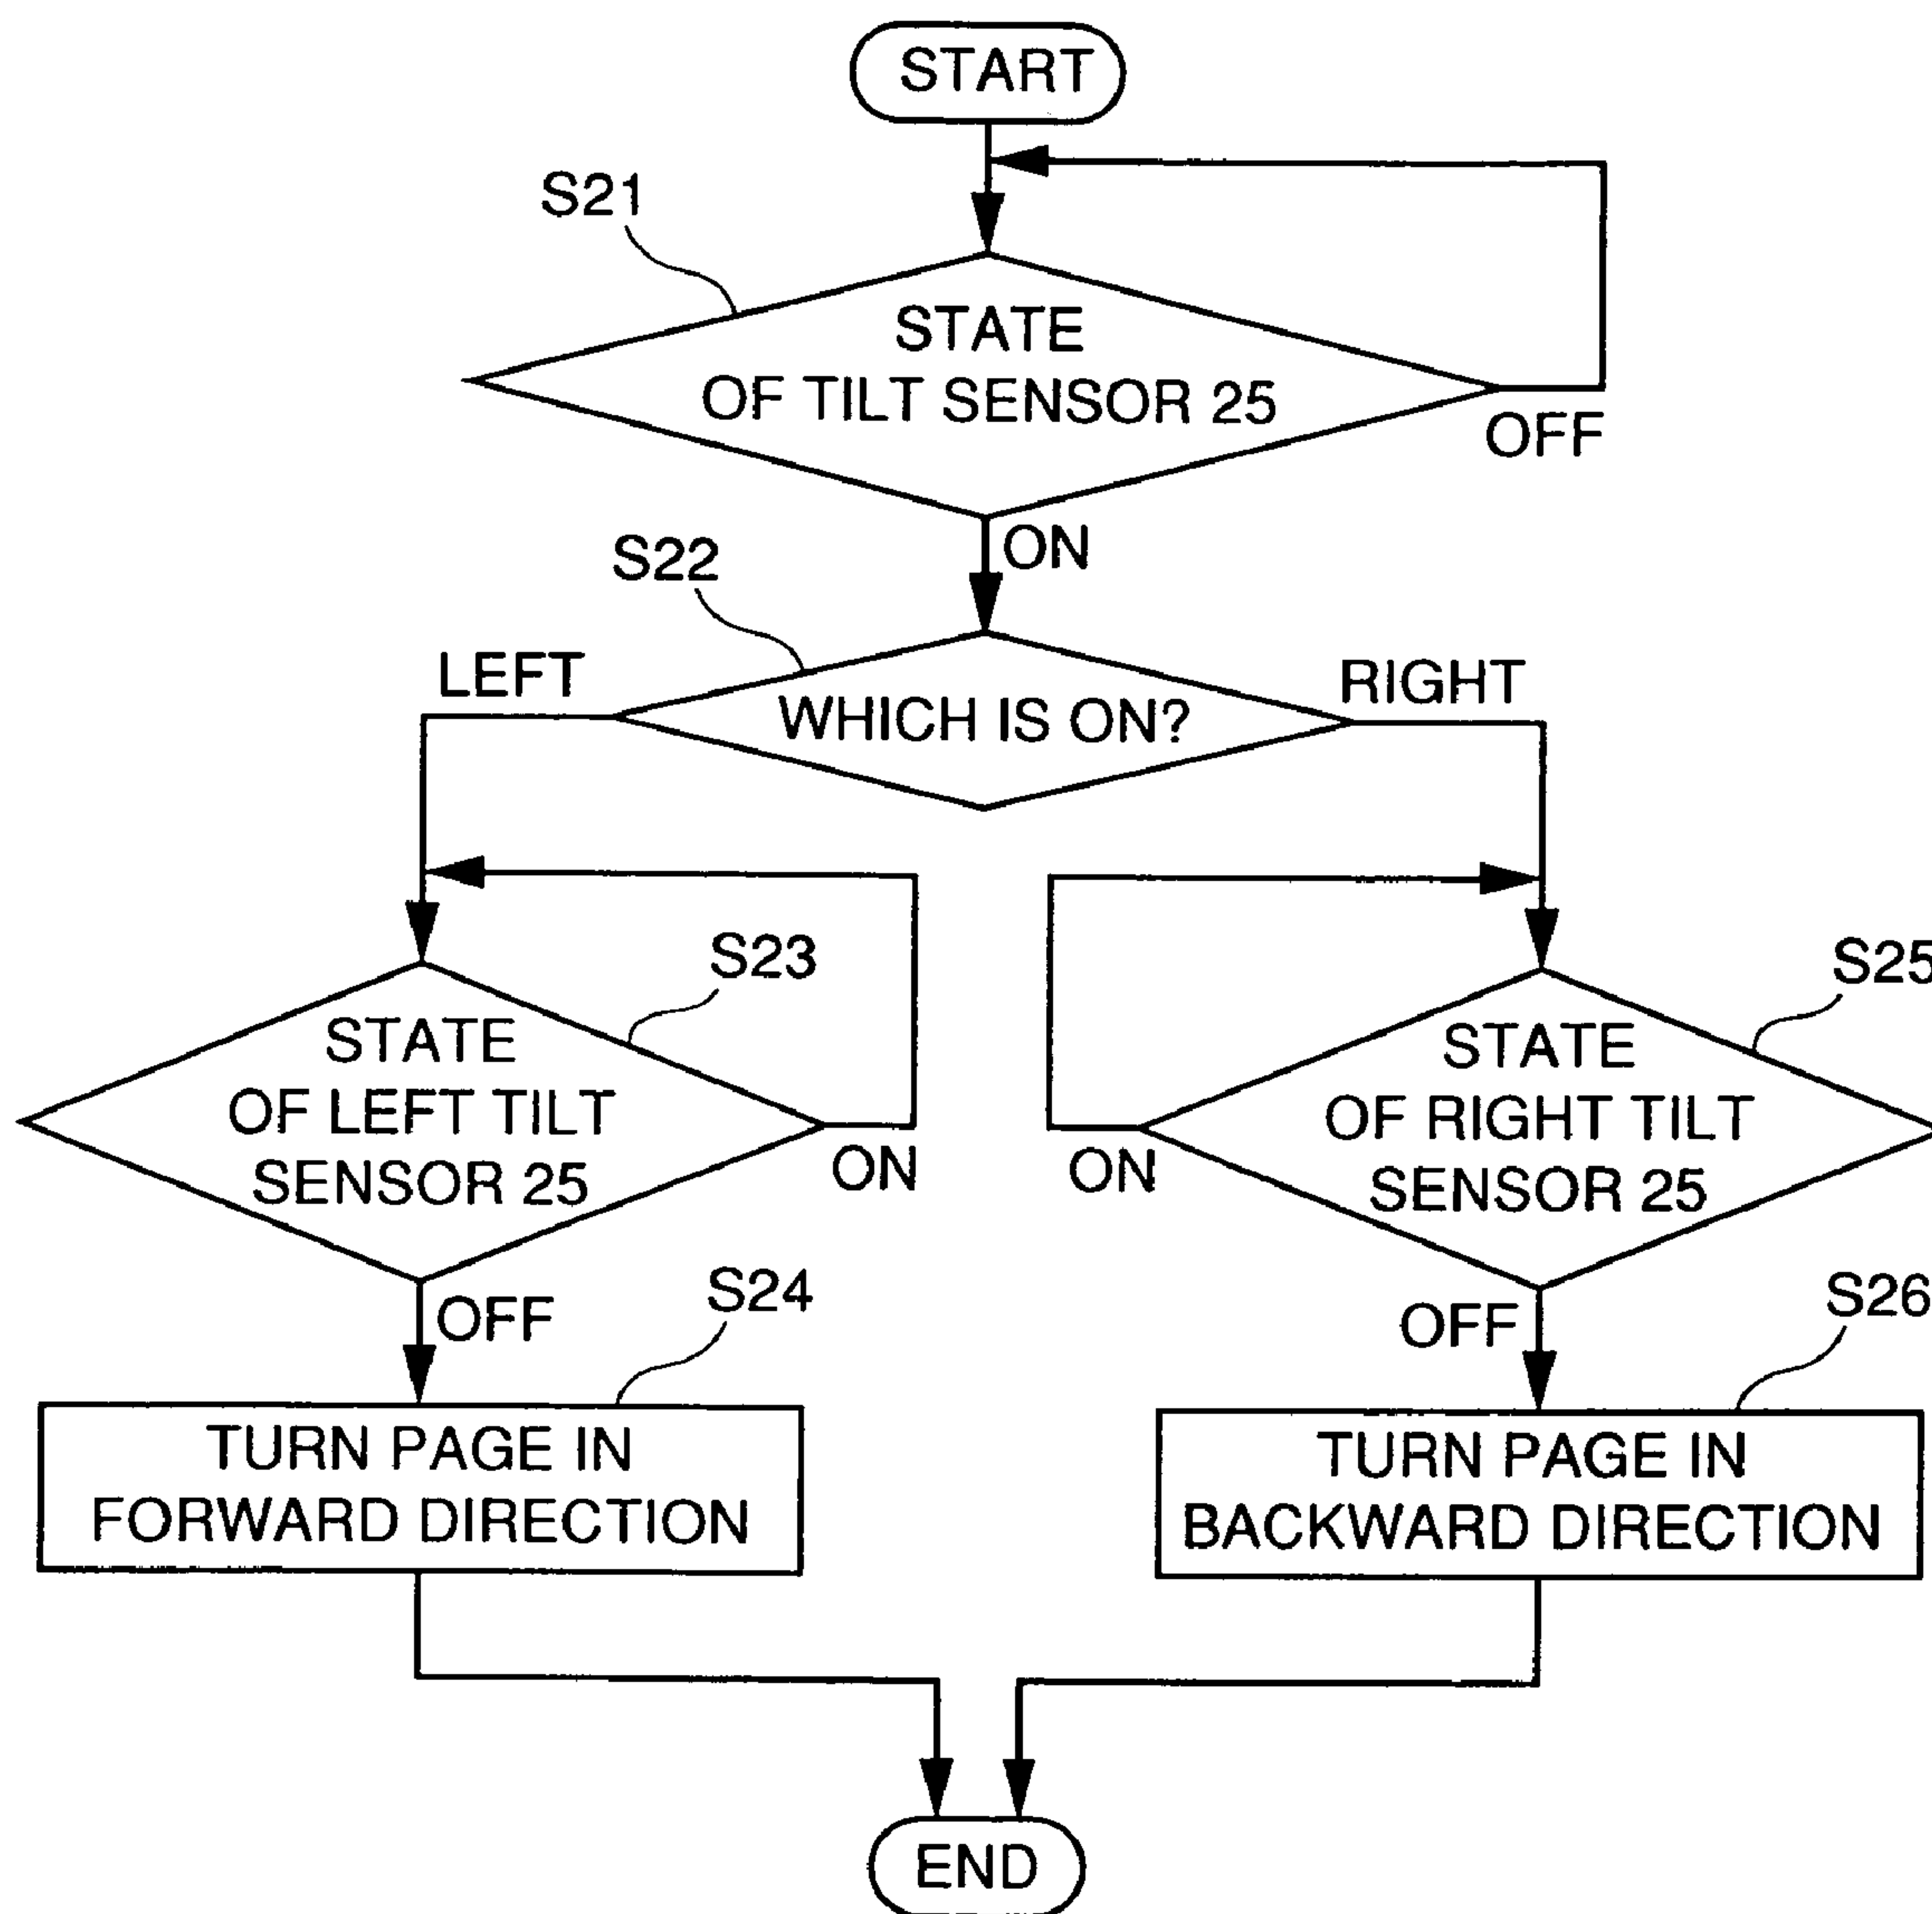 START
S21
STATE
OF TILT SENSOR 25
OFF
ON
S22
LEFT
WHICH IS ON?
RIGHT
S23
STATE
OF LEFT TILT
SENSOR 25
ON
OFF
S24
TURN PAGE IN
FORWARD DIRECTION
S25
STATE
OF RIGHT TILT
SENSOR 25
ON
OFF
S26
TURN PAGE IN
BACKWARD DIRECTION
END